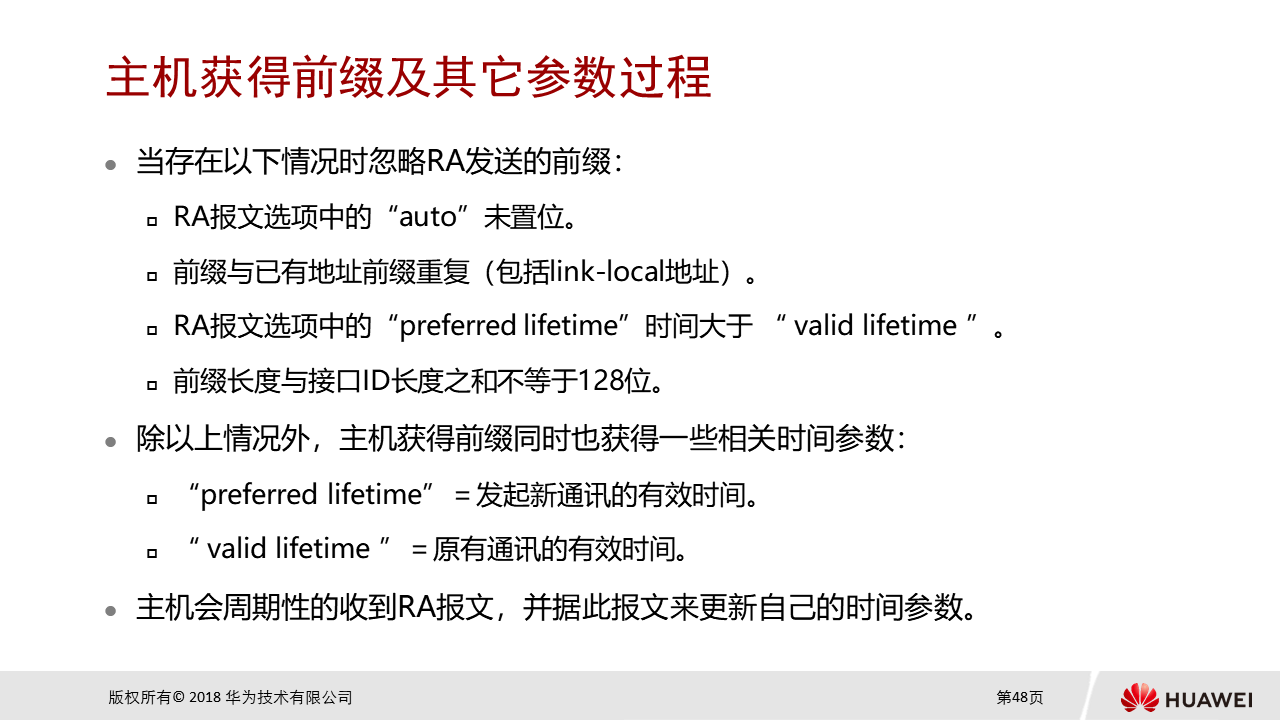 主机获得前缀及其它参数过程
当存在以下情况时忽略RA发送的前缀：
RA报文选项中的“auto”未置位。
前缀与已有地址前缀重复（包括link-local地址）。
RA报文选项中的“preferred lifetime”时间大于 “ valid lifetime ”。
前缀长度与接口ID长度之和不等于128位。
除以上情况外，主机获得前缀同时也获得一些相关时间参数：
“preferred lifetime” = 发起新通讯的有效时间。
“ valid lifetime ” = 原有通讯的有效时间。
主机会周期性的收到RA报文，并据此报文来更新自己的时间参数。
版权所有© 2018 华为技术有限公司
第48页
HUAWEI